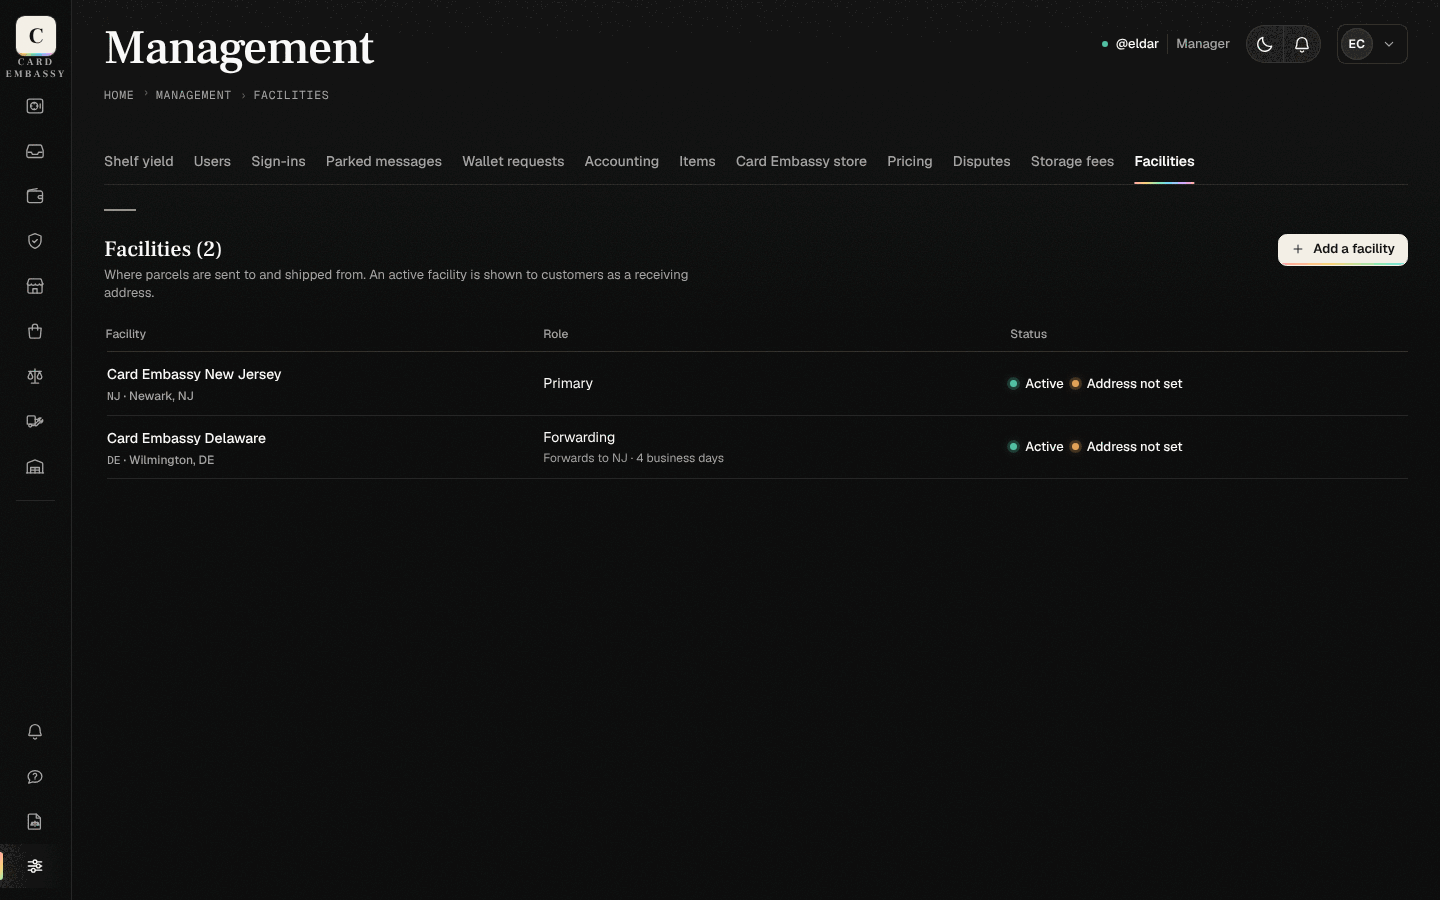 C
CARD
EMBASSY
Management
@eldar
Manager
EC
HOME › MANAGEMENT › FACILITIES
Shelf yield Users Sign-ins Parked messages Wallet requests Accounting Items Card Embassy store Pricing Disputes Storage fees Facilities
Facilities (2)
+ Add a facility
Where parcels are sent to and shipped from. An active facility is shown to customers as a receiving
address.
Facility Role Status
Card Embassy New Jersey
NJ · Newark, NJ
Primary
Active Address not set
Card Embassy Delaware
DE · Wilmington, DE
Forwarding
Forwards to NJ · 4 business days
Active Address not set